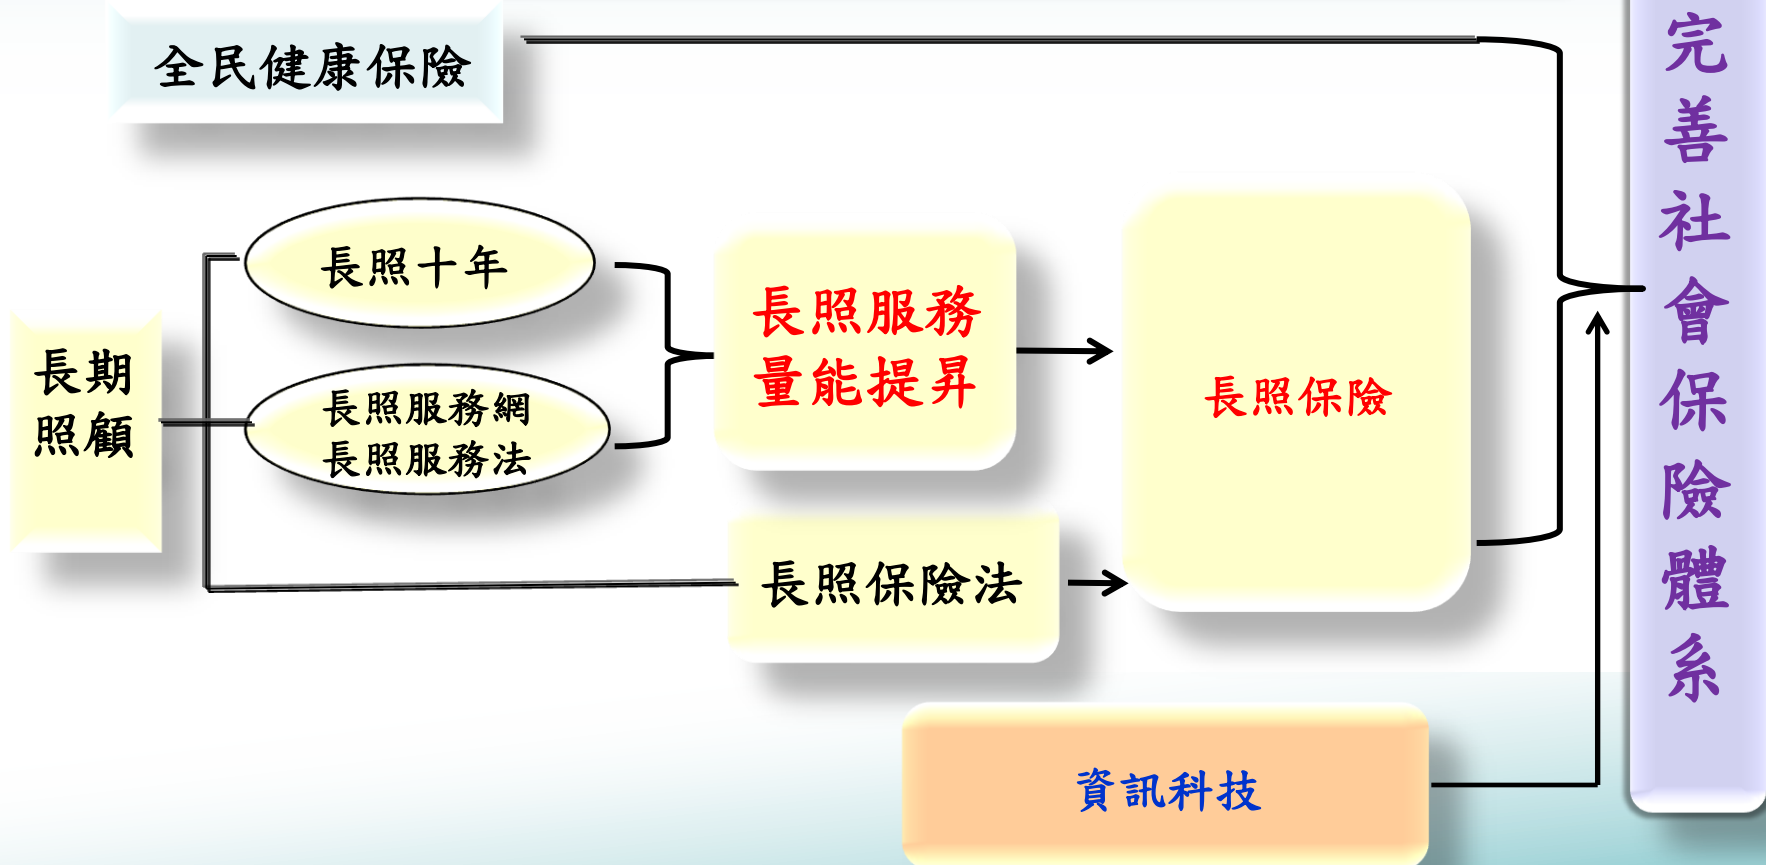 全民健康保險
長照十年
長期
照顧
長照服務網
長照服務法
長照服務
量能提昇
長照保險
長照保險法
資訊科技
完善社會保險體系